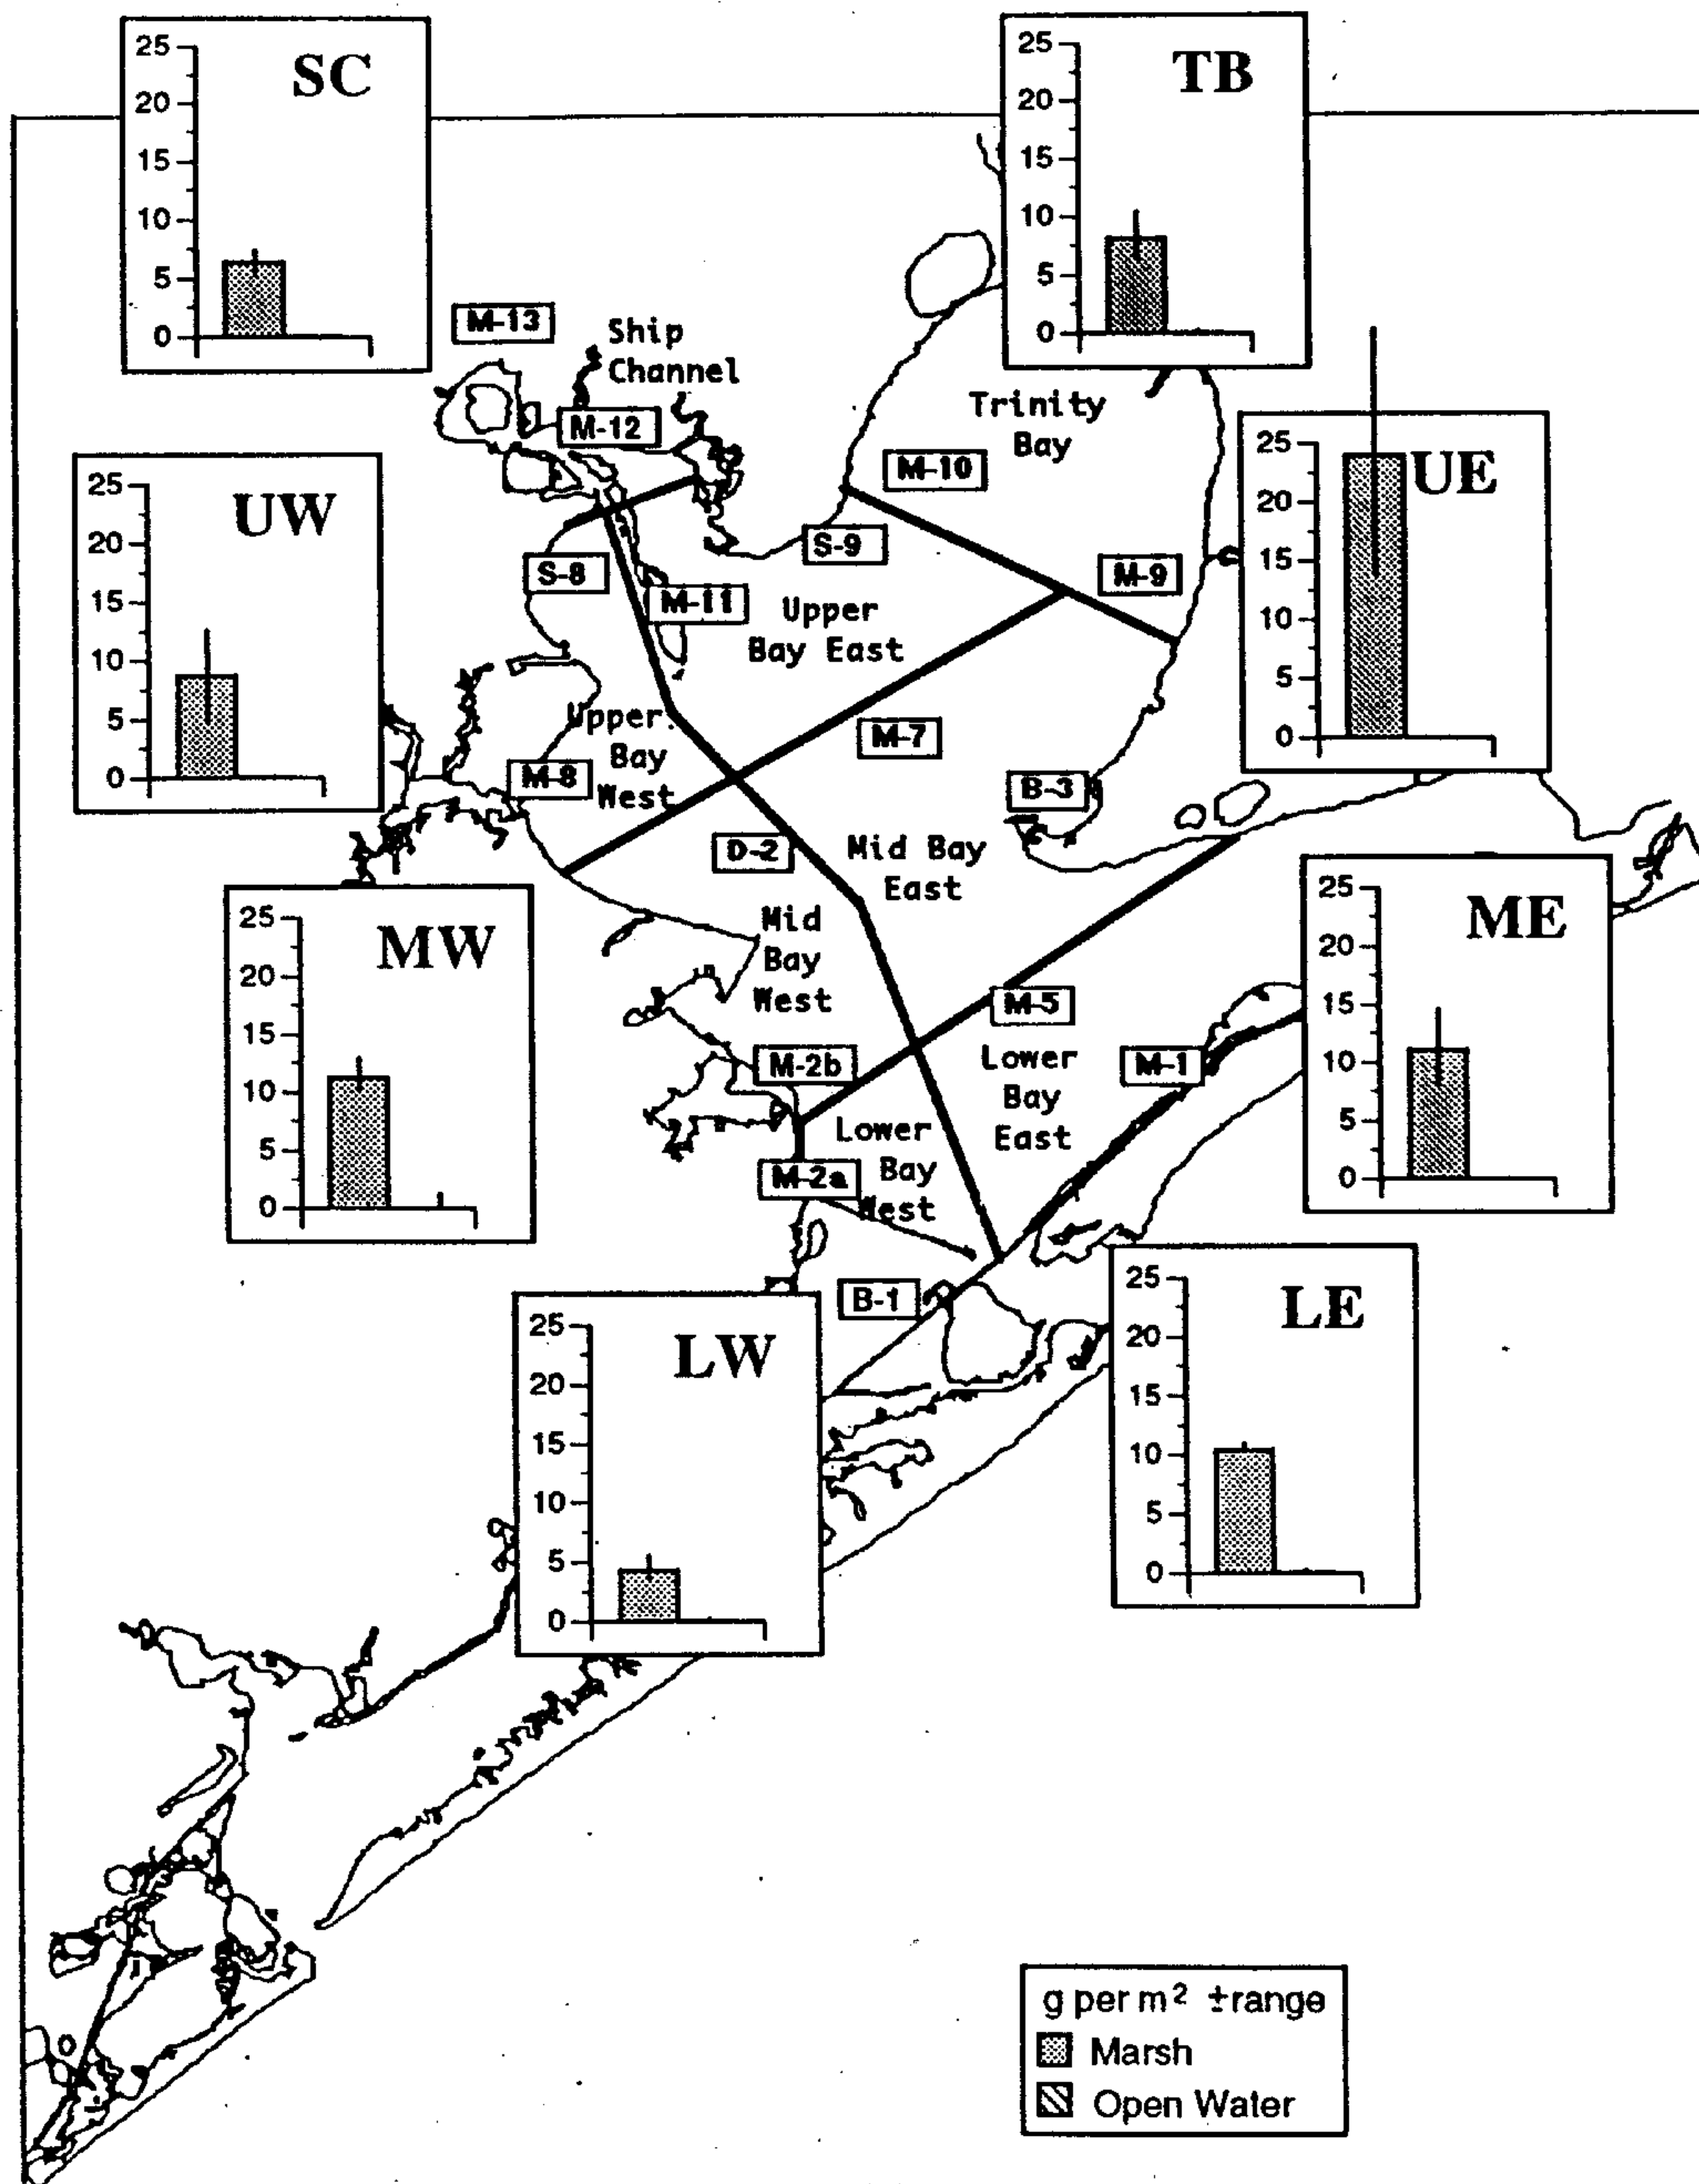 SC
25
20
15
10
5
0
TB
25
20
15
10
5
0
M-13
Ship
Channel
M-12
Trinity
Bay
M-10
UW
25
20
15
10
5
0
UE
25
20
15
10
5
0
S-9
S-8
M-9
M-11
Upper
Bay East
Upper
Bay
West
M-7
M-8
B-3
D-2
Mid Bay
East
MW
25
20
15
10
5
0
Mid
Bay
West
ME
25
20
15
10
5
0
M-5
M-2b
Lower
Bay
East
M-1
Lower
Bay
West
M-2a
B-1
LW
25
20
15
10
5
0
LE
25
20
15
10
5
0
g per m² ±range
Marsh
Open Water